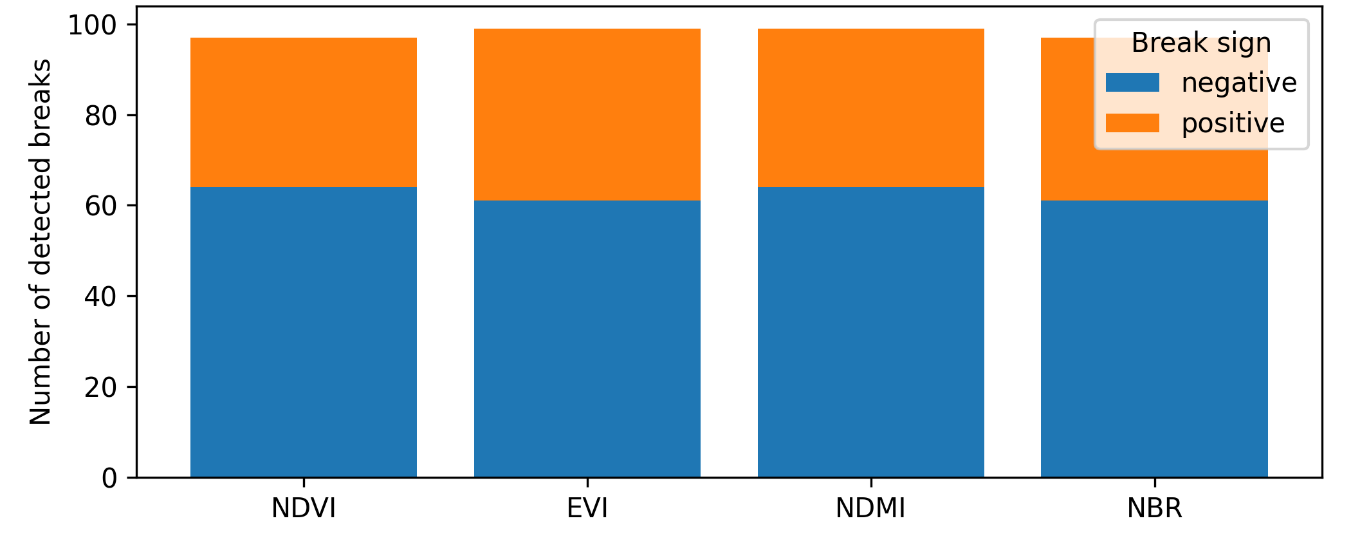 Number of detected breaks
100
80
60
40
20
0
Break sign
negative
positive
NDVI EVI NDMI NBR